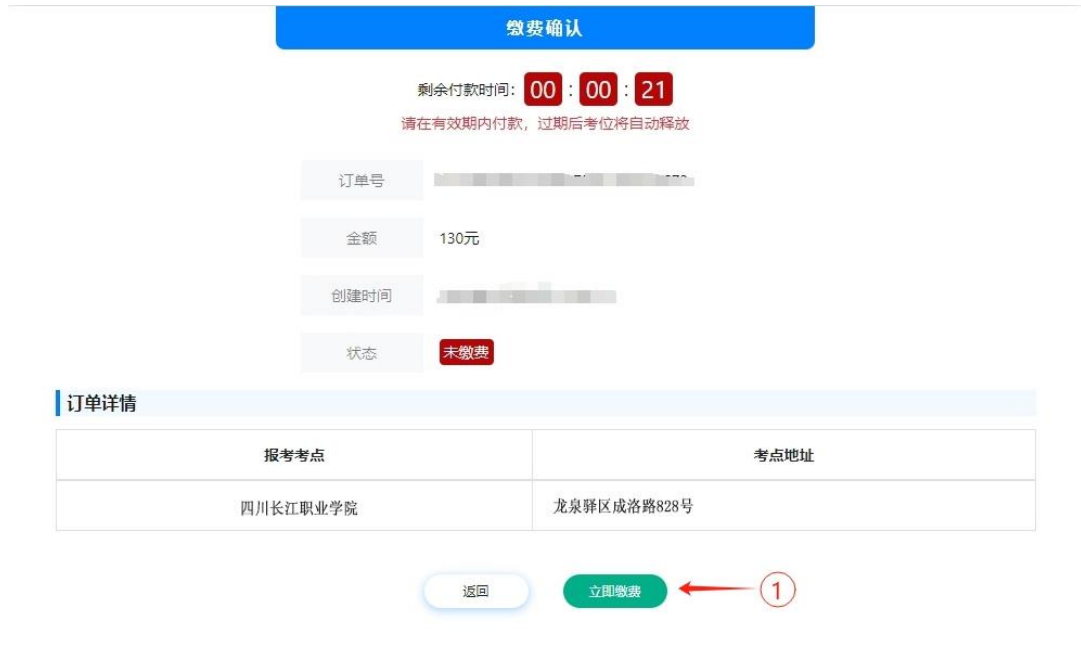 缴费确认
剩余付款时间：00 : 00 : 21
请在有效期内付款，过期后考位将自动释放
订单号
金额 130元
创建时间
状态 未缴费
订单详情
报考考点 考点地址
四川长江职业学院 龙泉驿区成洛路828号
返回 立即缴费 1